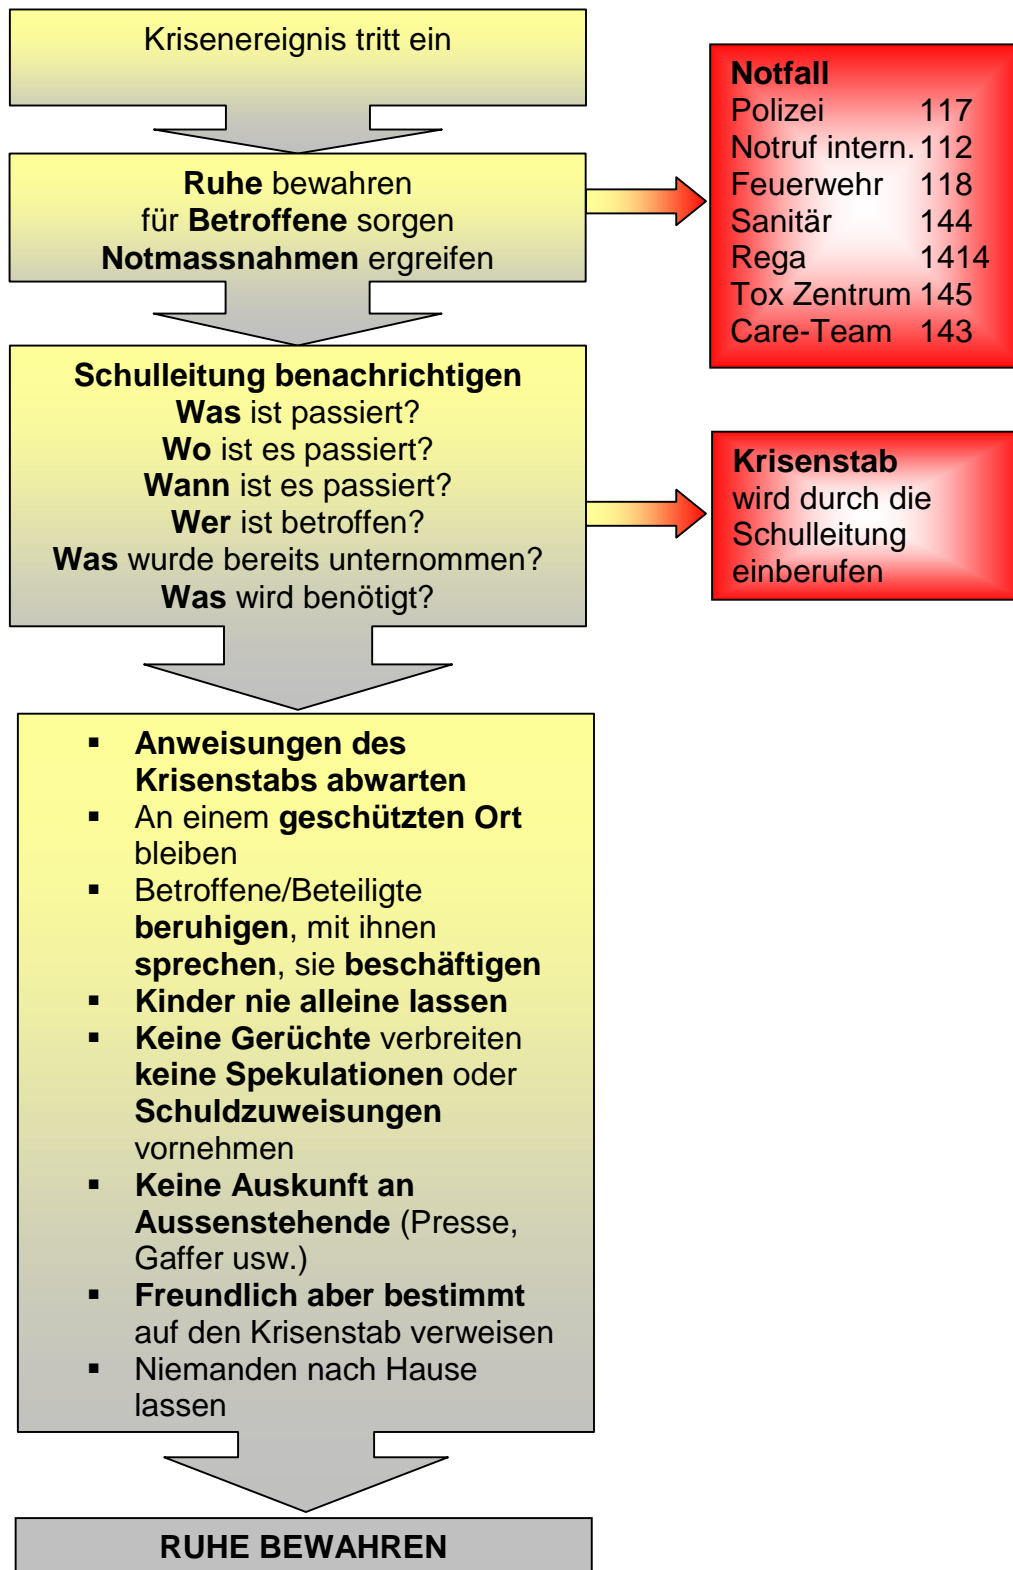 Krisenereignis tritt ein
Ruhe bewahren
für Betroffene sorgen
Notmassnahmen ergreifen
Notfall
Polizei 117
Notruf intern. 112
Feuerwehr 118
Sanitär 144
Rega 1414
Tox Zentrum 145
Care-Team 143
Schulleitung benachrichtigen
Was ist passiert?
Wo ist es passiert?
Wann ist es passiert?
Wer ist betroffen?
Was wurde bereits unternommen?
Was wird benötigt?
Krisenstab
wird durch die
Schulleitung
einberufen
▪ Anweisungen des
Krisenstabs abwarten
▪ An einem geschützten Ort
bleiben
▪ Betroffene/Beteiligte
beruhigen, mit ihnen
sprechen, sie beschäftigen
▪ Kinder nie alleine lassen
▪ Keine Gerüchte verbreiten
keine Spekulationen oder
Schuldzuweisungen
vornehmen
▪ Keine Auskunft an
Aussenstehende (Presse,
Gaffer usw.)
▪ Freundlich aber bestimmt
auf den Krisenstab verweisen
▪ Niemanden nach Hause
lassen
RUHE BEWAHREN